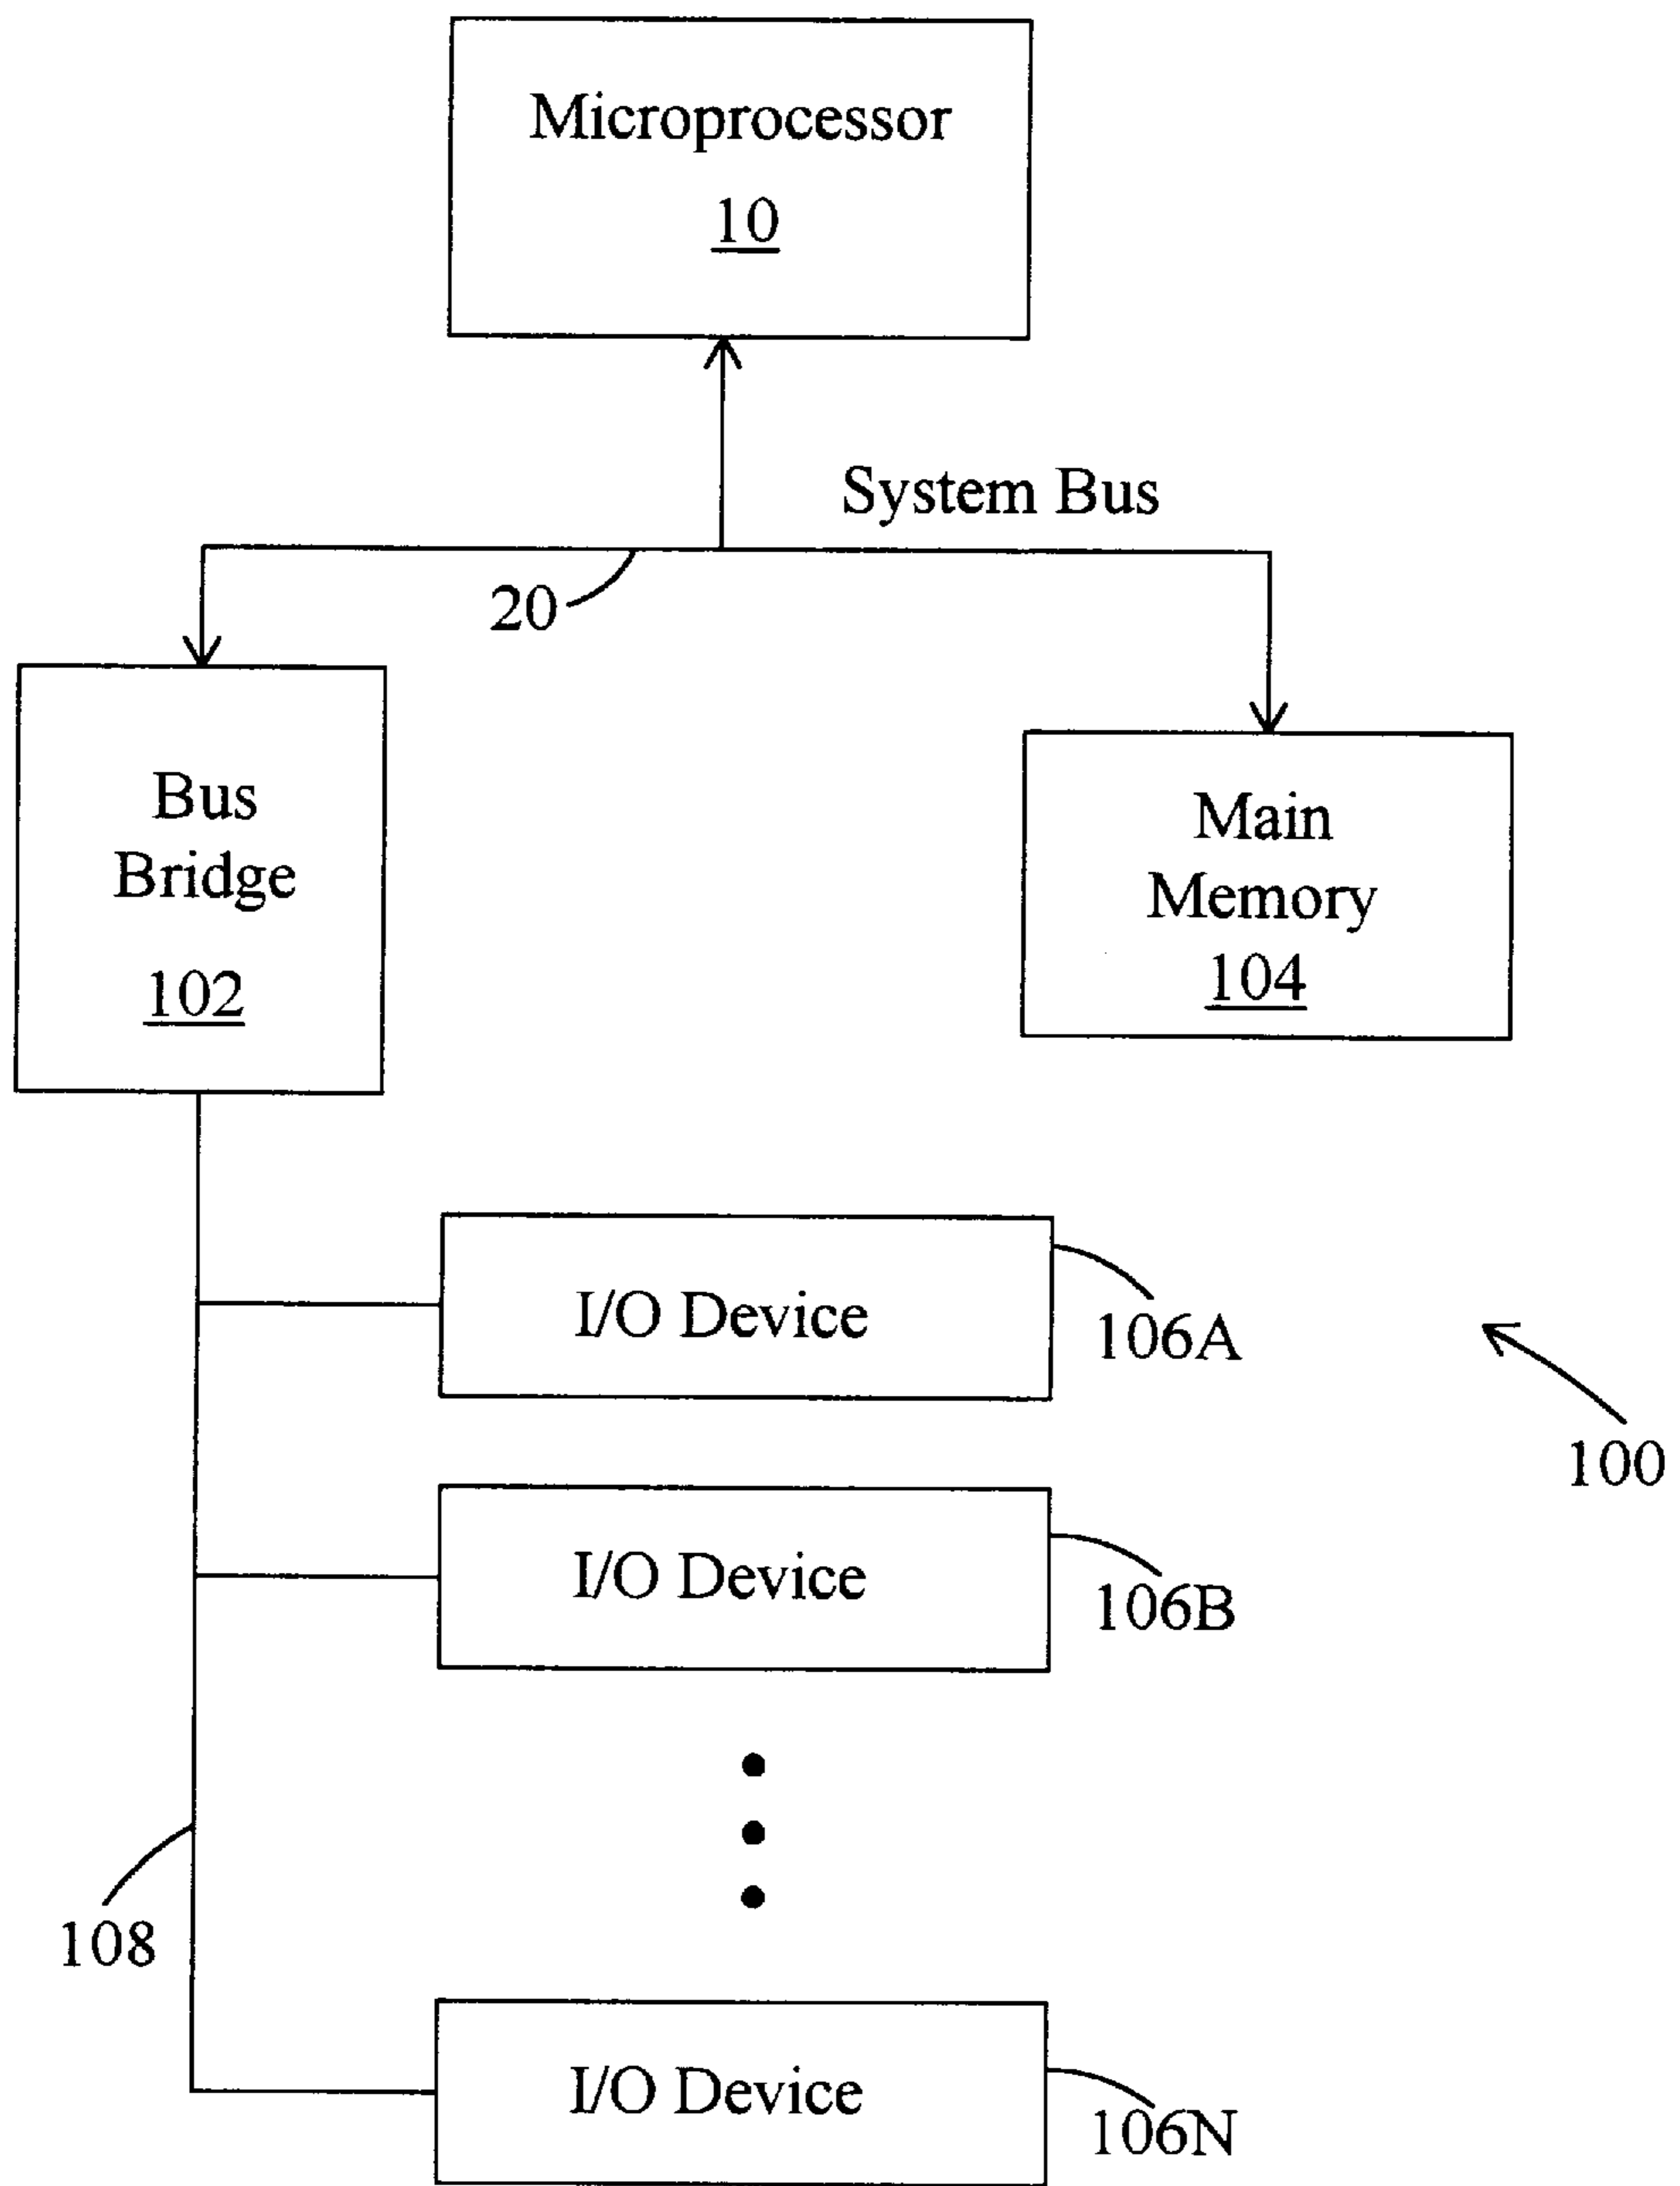 Microprocessor
10
System Bus
20
Bus
Bridge
102
Main
Memory
104
I/O Device
106A
100
I/O Device
106B
108
I/O Device
106N